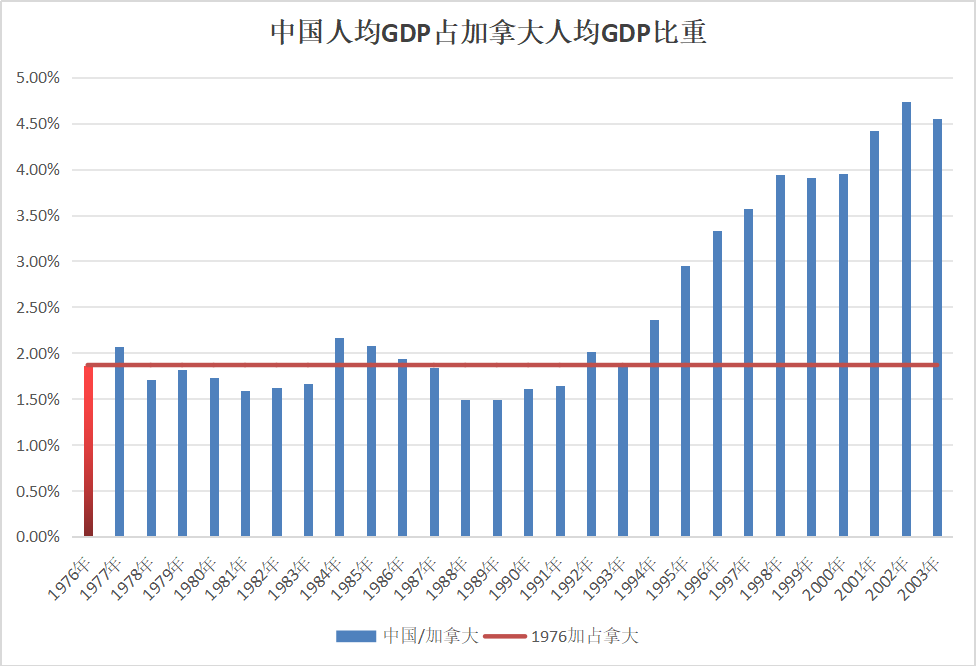 中国人均GDP占加拿大人均GDP比重
5.00%
4.50%
4.00%
3.50%
3.00%
2.50%
2.00%
1.50%
1.00%
0.50%
0.00%
1976年
1977年
1978年
1979年
1980年
1981年
1982年
1983年
1984年
1985年
1986年
1987年
1988年
1989年
1990年
1991年
1992年
1993年
1994年
1995年
1996年
1997年
1998年
1999年
2000年
2001年
2002年
2003年
中国/加拿大
1976加占拿大